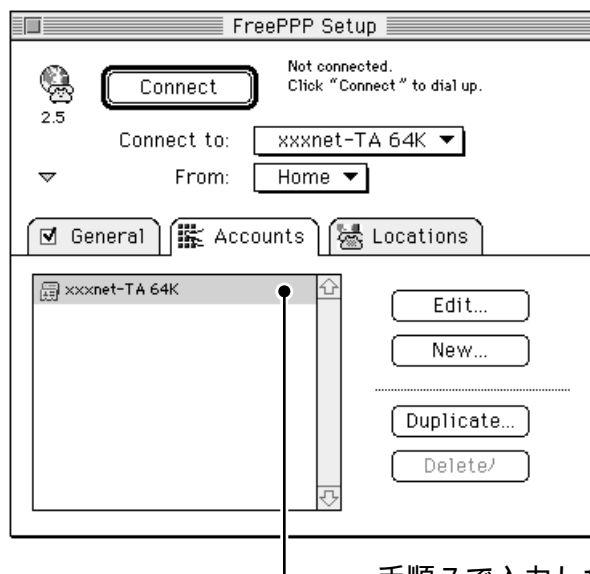 FreePPP Setup
Not connected.
Connect
Click "Connect" to dial up.
2.5
Connect to: xxxnet-TA 64K
From: Home
General Accounts Locations
xxxnet-TA 64K
Edit...
New...
Duplicate...
Delete